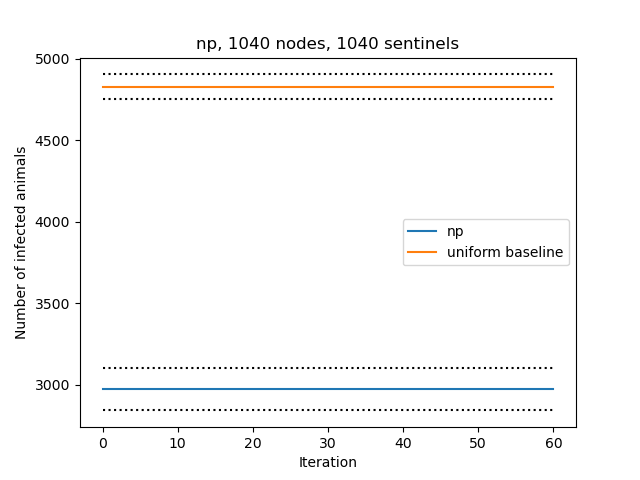 np, 1040 nodes, 1040 sentinels
5000
4500
4000
3500
3000
Number of infected animals
np
uniform baseline
0 10 20 30 40 50 60
Iteration